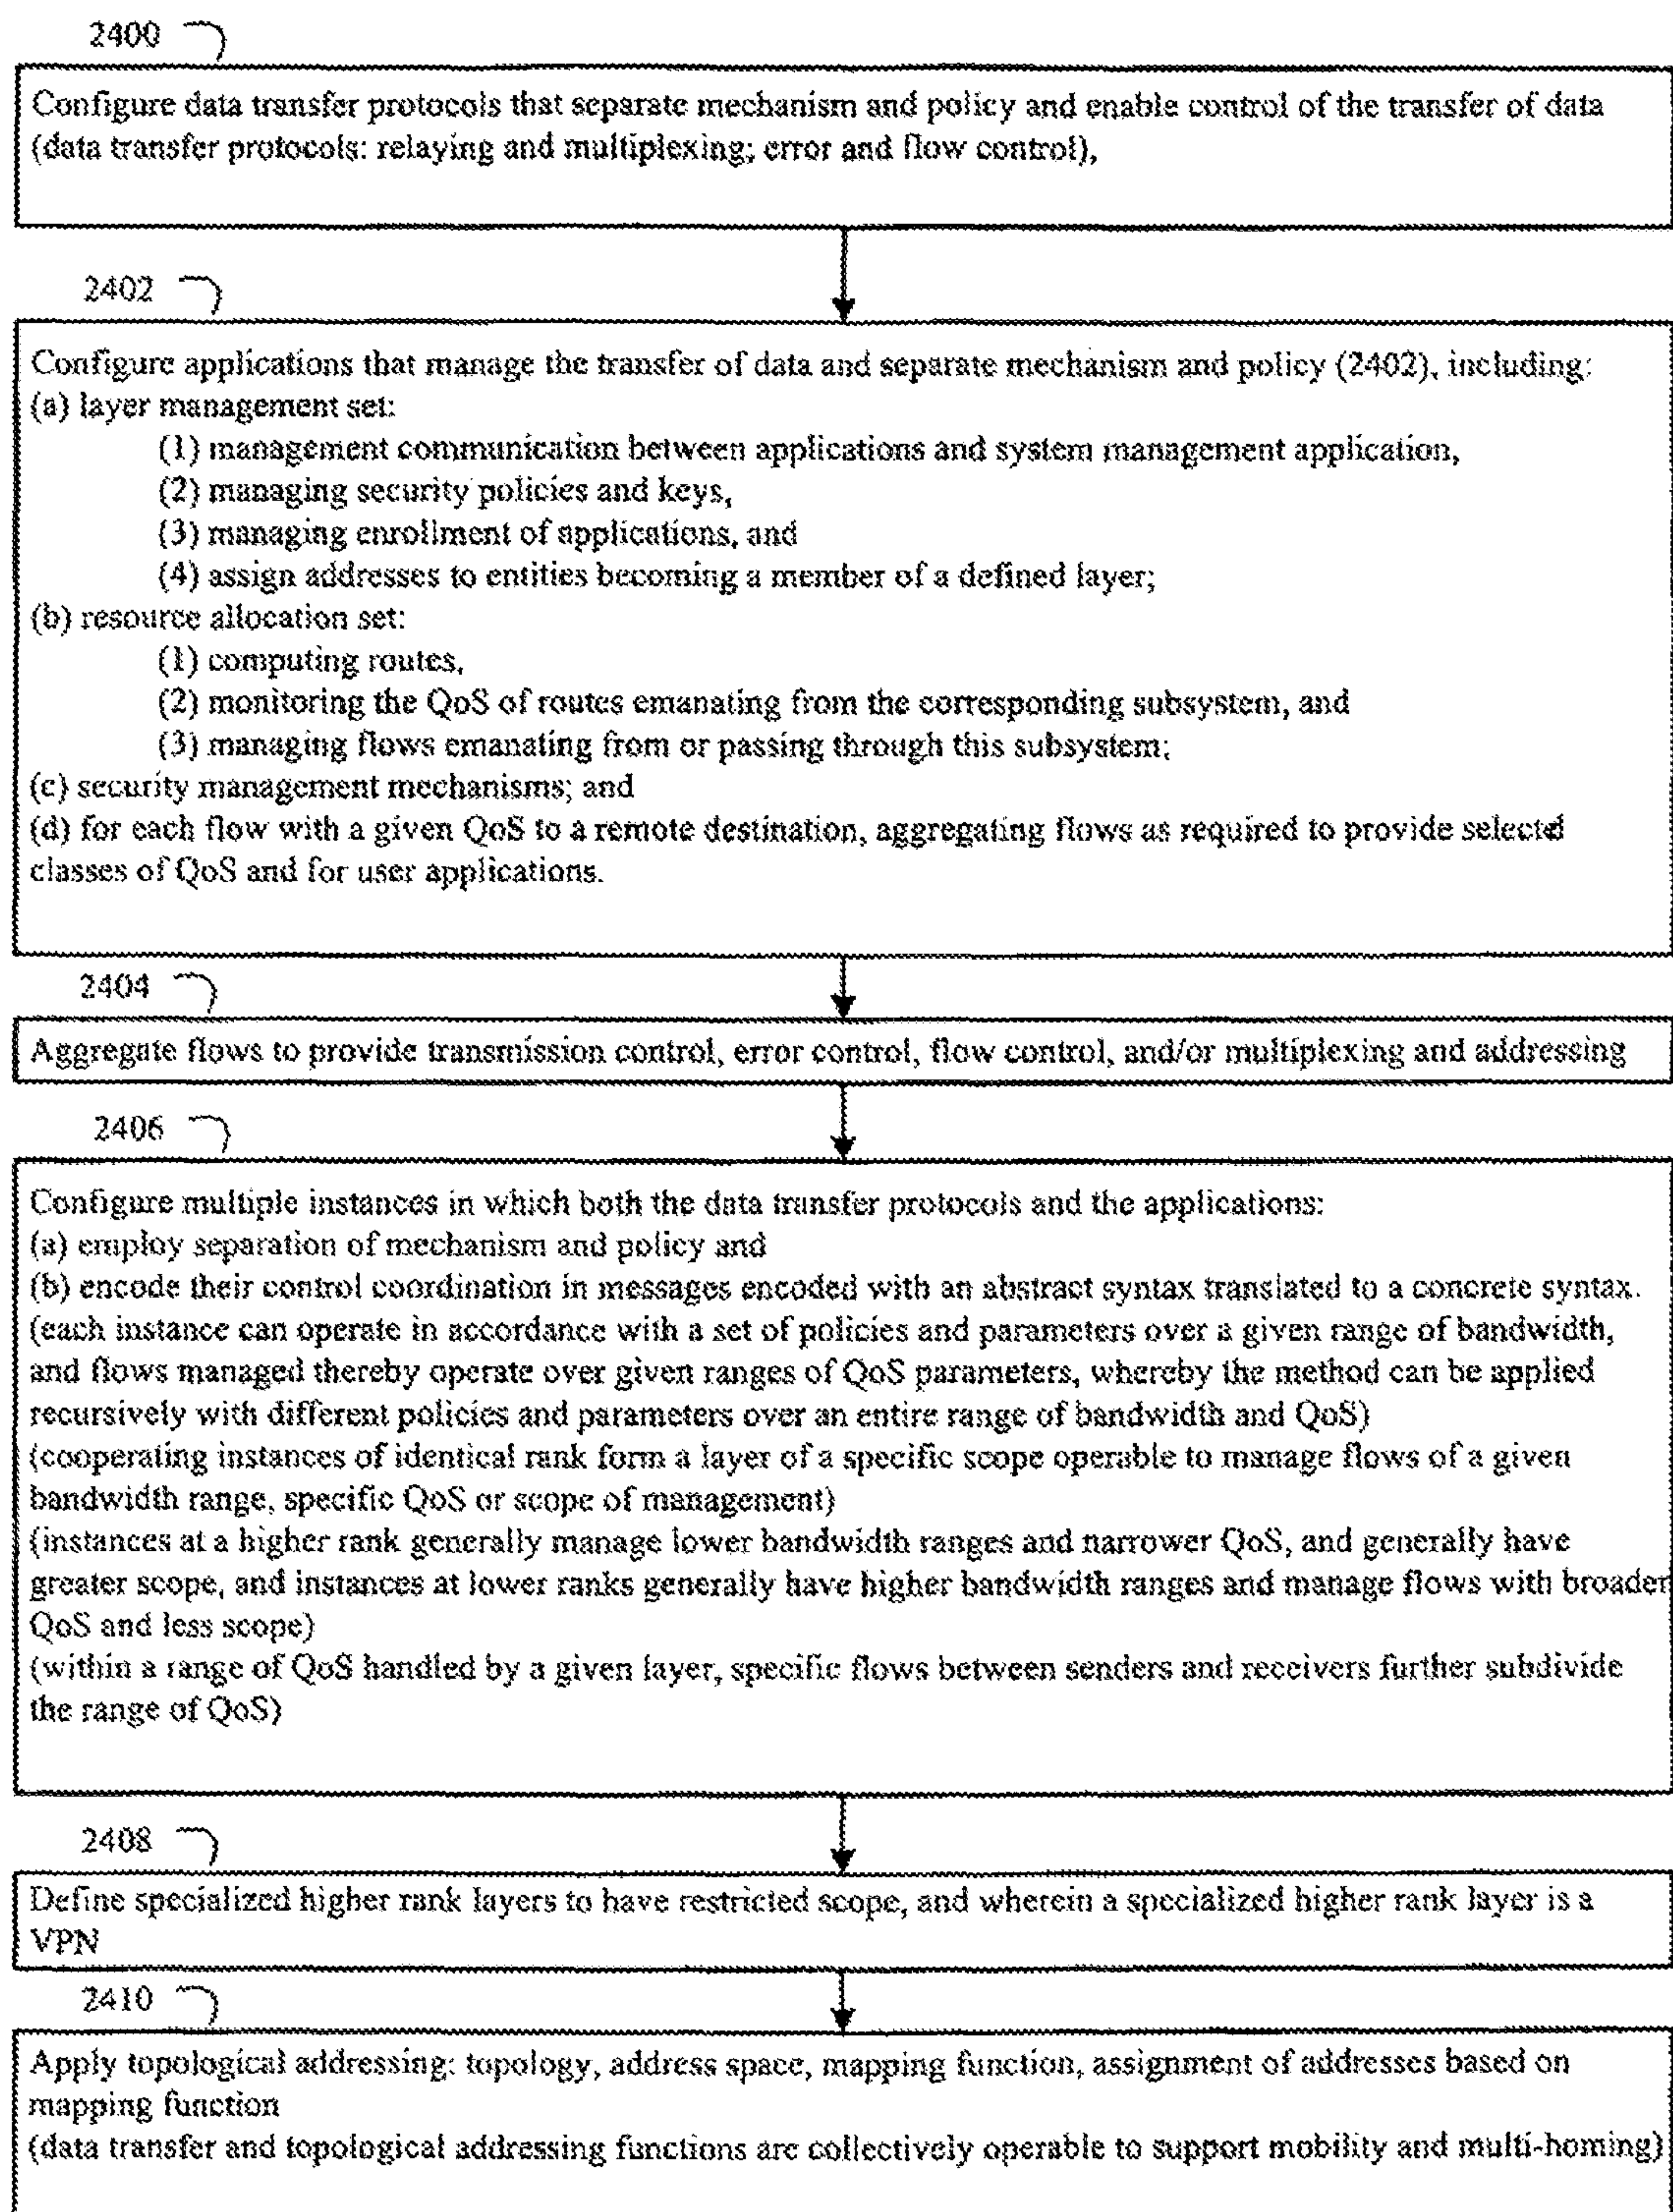 2400
Configure data transfer protocols that separate mechanism and policy and enable control of the transfer of data
(data transfer protocols: relaying and multiplexing; error and flow control),
2402
Configure applications that manage the transfer of data and separate mechanism and policy (2402), including:
(a) layer management set:
(1) management communication between applications and system management application,
(2) managing security policies and keys,
(3) managing enrollment of applications, and
(4) assign addresses to entities becoming a member of a defined layer;
(b) resource allocation set:
(1) computing routes,
(2) monitoring the QoS of routes emanating from the corresponding subsystem, and
(3) managing flows emanating from or passing through this subsystem;
(c) security management mechanisms; and
(d) for each flow with a given QoS to a remote destination, aggregating flows as required to provide selected
classes of QoS and for user applications.
2404
Aggregate flows to provide transmission control, error control, flow control, and/or multiplexing and addressing
2406
Configure multiple instances in which both the data transfer protocols and the applications:
(a) employ separation of mechanism and policy and
(b) encode their control coordination in messages encoded with an abstract syntax translated to a concrete syntax.
(each instance can operate in accordance with a set of policies and parameters over a given range of bandwidth,
and flows managed thereby operate over given ranges of QoS parameters, whereby the method can be applied
recursively with different policies and parameters over an entire range of bandwidth and QoS)
(cooperating instances of identical rank form a layer of a specific scope operable to manage flows of a given
bandwidth range, specific QoS or scope of management)
(instances at a higher rank generally manage lower bandwidth ranges and narrower QoS, and generally have
greater scope, and instances at lower ranks generally have higher bandwidth ranges and manage flows with broader
QoS and less scope)
(within a range of QoS handled by a given layer, specific flows between senders and receivers further subdivide
the range of QoS)
2408
Define specialized higher rank layers to have restricted scope, and wherein a specialized higher rank layer is a
VPN
2410
Apply topological addressing: topology, address space, mapping function, assignment of addresses based on
mapping function
(data transfer and topological addressing functions are collectively operable to support mobility and multi-homing)